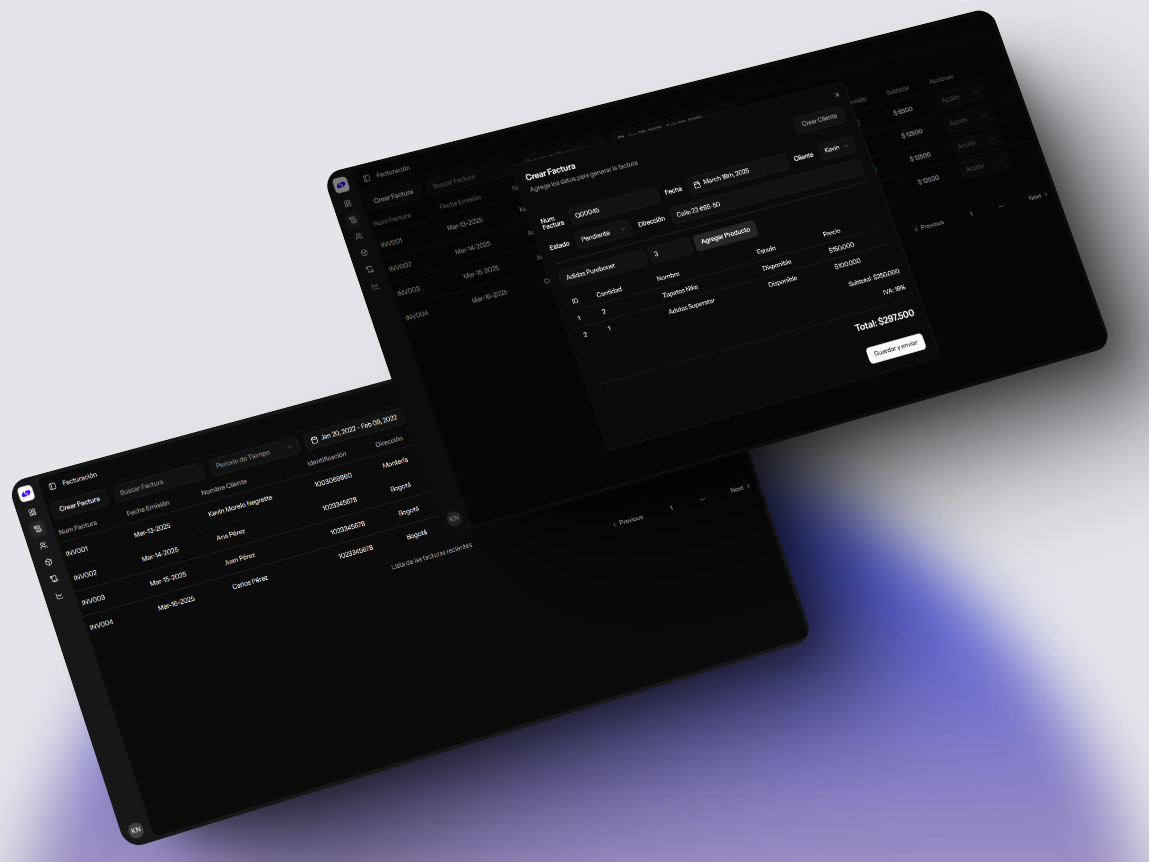 Facturación
Crear Factura
Buscar Factura
Num Factura
Fecha Emisión
INV001
Mar-13-2025
INV002
Mar-14-2025
INV003
Mar-15-2025
INV004
Mar-16-2025
Subtotal
Acciones
$ 5500
Acción
$ 12500
Acción
$ 12500
Acción
$ 12500
Acción
Previous
1
...
Next
KN
Crear Factura
Agrega los datos para generar la factura
Crear Cliente
Num Factura
000045
Fecha
March 18th, 2025
Cliente
Kevin
Estado
Pendiente
Dirección
Adidas Pureboost
3
Agregar Producto
ID
Cantidad
Nombre
Estado
Precio
1
2
Zapatos Nike
Disponible
$150.000
2
1
Adidas Superstar
Disponible
$100.000
Subtotal: $250.000
IVA: 19%
Total: $297.500
Guardar y enviar
Facturación
Crear Factura
Buscar Factura
Periodo de Tiempo
Jan 20, 2022 - Feb 09, 2022
Num Factura
Fecha Emisión
Nombre Cliente
Identificación
Dirección
INV001
Mar-13-2025
Kevin Morelo Negrette
1003069860
Montería
INV002
Mar-14-2025
Ana Pérez
1023345678
Bogotá
INV003
Mar-15-2025
Juan Pérez
1023345678
Bogotá
INV004
Mar-16-2025
Carlos Pérez
1023345678
Bogotá
Lista de las facturas recientes
Previous
1
...
Next
KN